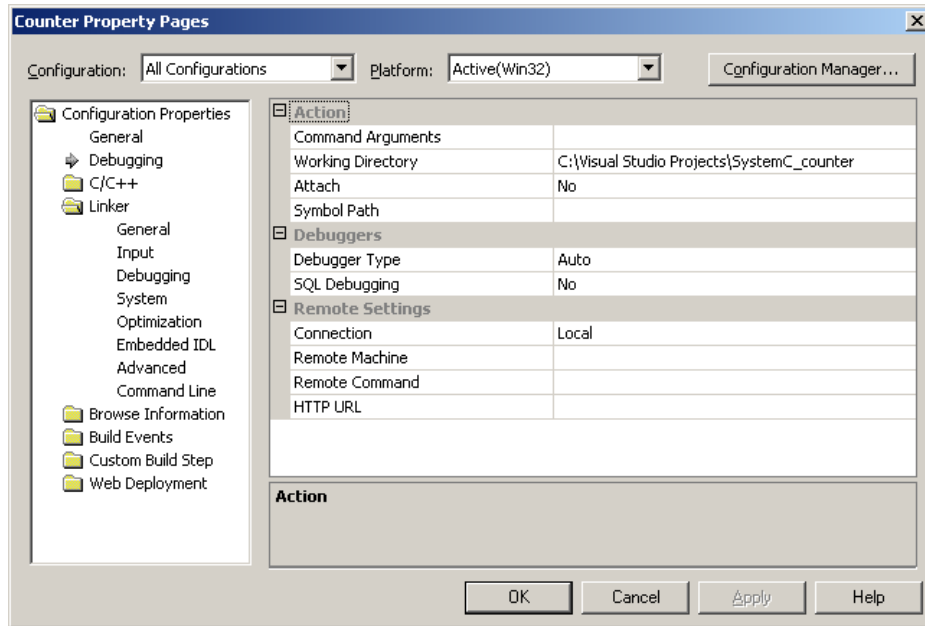 Counter Property Pages
Configuration: All Configurations Platform: Active(Win32) Configuration Manager...
Configuration Properties
General
Debugging
C/C++
Linker
General
Input
Debugging
System
Optimization
Embedded IDL
Advanced
Command Line
Browse Information
Build Events
Custom Build Step
Web Deployment
Action
Command Arguments
Working Directory C:\Visual Studio Projects\SystemC_counter
Attach No
Symbol Path
Debuggers
Debugger Type Auto
SQL Debugging No
Remote Settings
Connection Local
Remote Machine
Remote Command
HTTP URL
Action
OK Cancel Apply Help